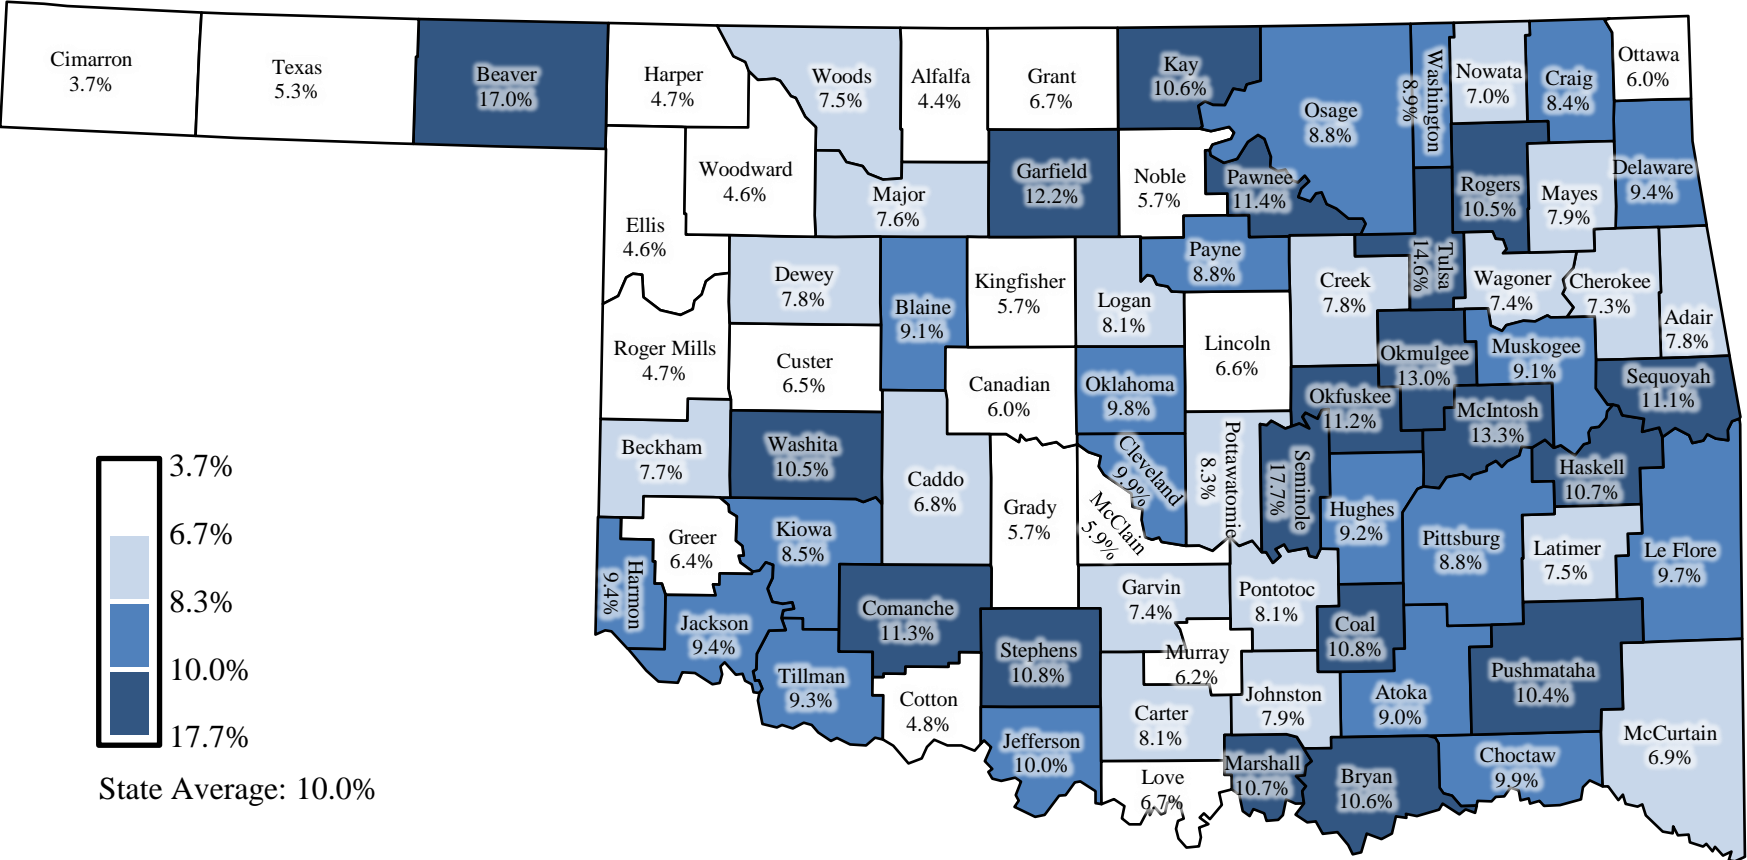 Cimarron
3.7%
Texas
5.3%
Beaver
17.0%
Harper
4.7%
Woods
7.5%
Alfalfa
4.4%
Grant
6.7%
Kay
10.6%
Osage
8.8%
Washington
8.9%
Nowata
7.0%
Craig
8.4%
Ottawa
6.0%
Woodward
4.6%
Major
7.6%
Garfield
12.2%
Noble
5.7%
Pawnee
11.4%
Rogers
10.5%
Mayes
7.9%
Delaware
9.4%
Ellis
4.6%
Dewey
7.8%
Blaine
9.1%
Kingfisher
5.7%
Logan
8.1%
Payne
8.8%
Creek
7.8%
Tulsa
14.6%
Wagoner
7.4%
Cherokee
7.3%
Adair
7.8%
Roger Mills
4.7%
Custer
6.5%
Canadian
6.0%
Oklahoma
9.8%
Lincoln
6.6%
Okmulgee
13.0%
Muskogee
9.1%
Sequoyah
11.1%
Okfuskee
11.2%
McIntosh
13.3%
Beckham
7.7%
Washita
10.5%
Caddo
6.8%
Grady
5.7%
Cleveland
9.9%
McClain
5.9%
Pottawatomie
8.3%
Seminole
17.7%
Hughes
9.2%
Haskell
10.7%
Pittsburg
8.8%
Latimer
7.5%
Le Flore
9.7%
Greer
6.4%
Kiowa
8.5%
Harmon
9.4%
Jackson
9.4%
Comanche
11.3%
Garvin
7.4%
Pontotoc
8.1%
Coal
10.8%
Stephens
10.8%
Murray
6.2%
Tillman
9.3%
Cotton
4.8%
Carter
8.1%
Johnston
7.9%
Atoka
9.0%
Pushmataha
10.4%
McCurtain
6.9%
Jefferson
10.0%
Love
6.7%
Marshall
10.7%
Bryan
10.6%
Choctaw
9.9%
3.7%
6.7%
8.3%
10.0%
17.7%
State Average: 10.0%